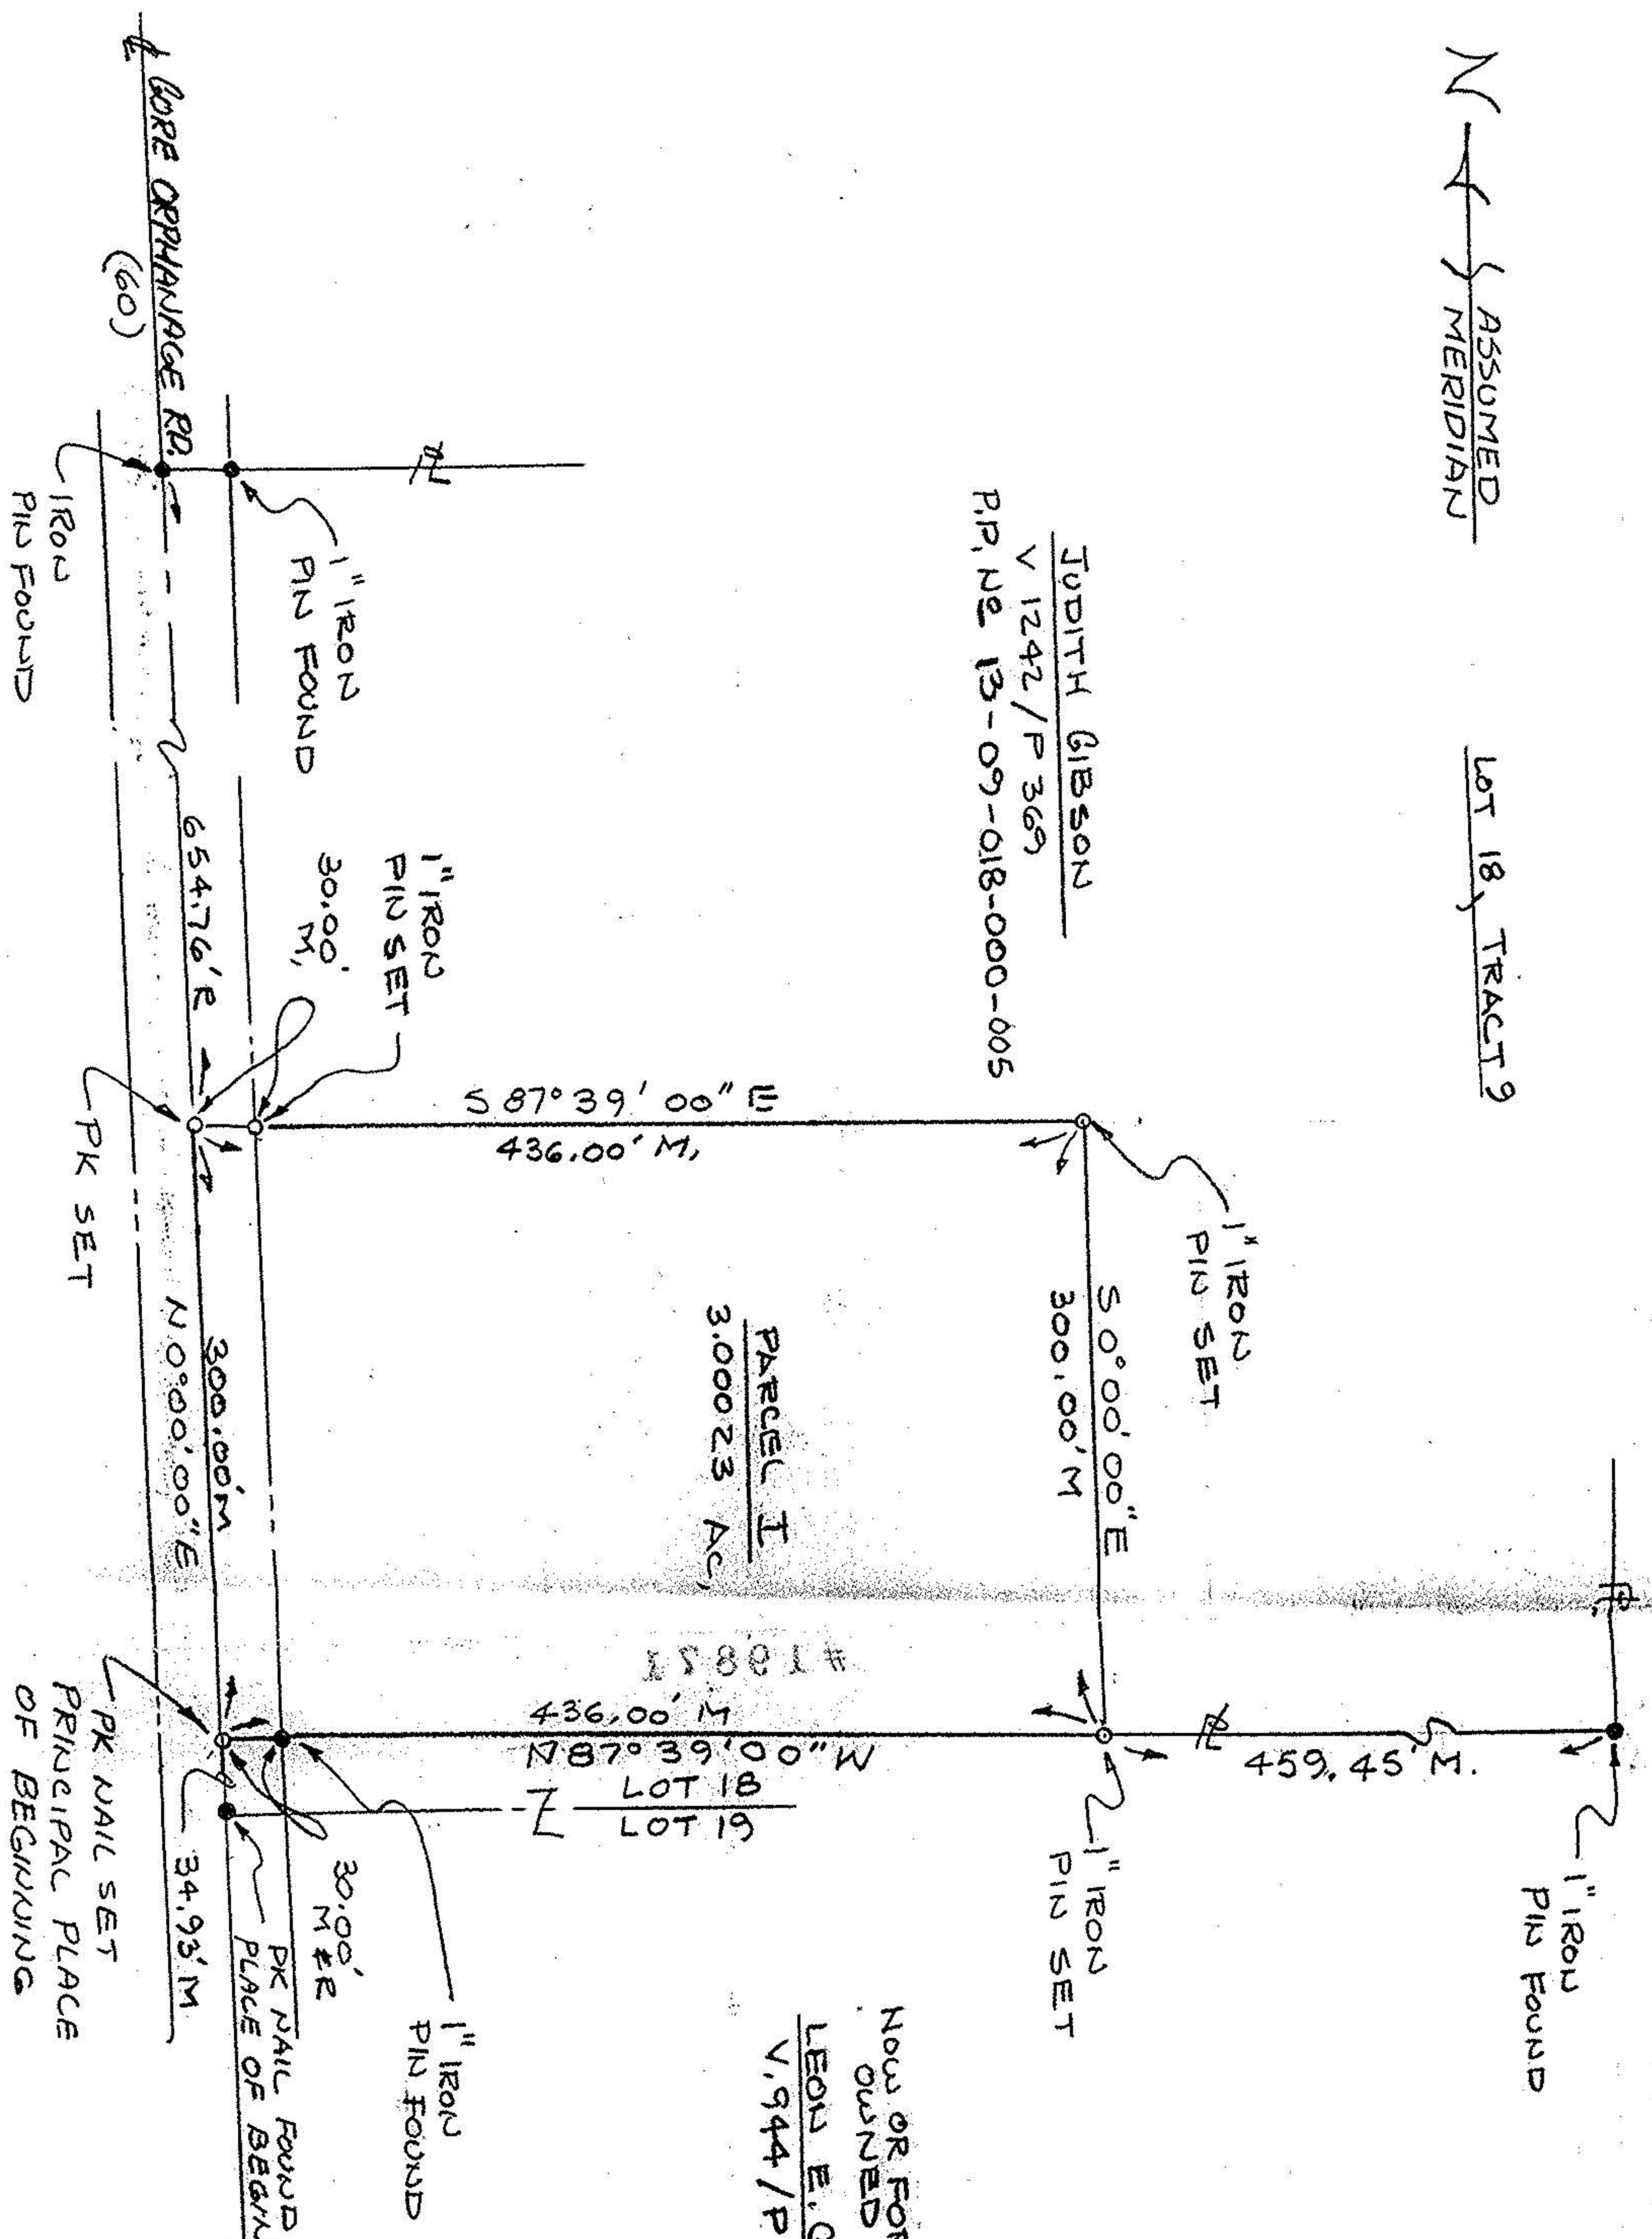 N
ASSUMED
MERIDIAN
LOT 18, TRACT 9
JUDITH GIBSON
V 1242/P 369
P.P. Nº 13-09-018-000-005
℄ GORE ORPHANAGE RD.
(60)
IRON
PIN FOUND
1" IRON
PIN FOUND
℄
654.76' R
1" IRON
PIN SET
30.00'
M.
PK SET
S 87° 39' 00" E
436.00' M.
1" IRON
PIN SET
S 0° 00' 00" E
300.00' M
PARCEL I
3.00023 AC.
300.00' M
N 0° 00' 00" E
#19871
436.00' M
N 87° 39' 00" W
LOT 18
LOT 19
℄
459.45' M.
℄
1" IRON
PIN FOUND
1" IRON
PIN SET
PK NAIL SET
PRINCIPAL PLACE
OF BEGINNING
34.93' M
30.00'
M & R
PK NAIL FOUND
PLACE OF BEGIN
1" IRON
PIN FOUND
NOW OR FOR
OWNED
LEON E.
V. 944 / P